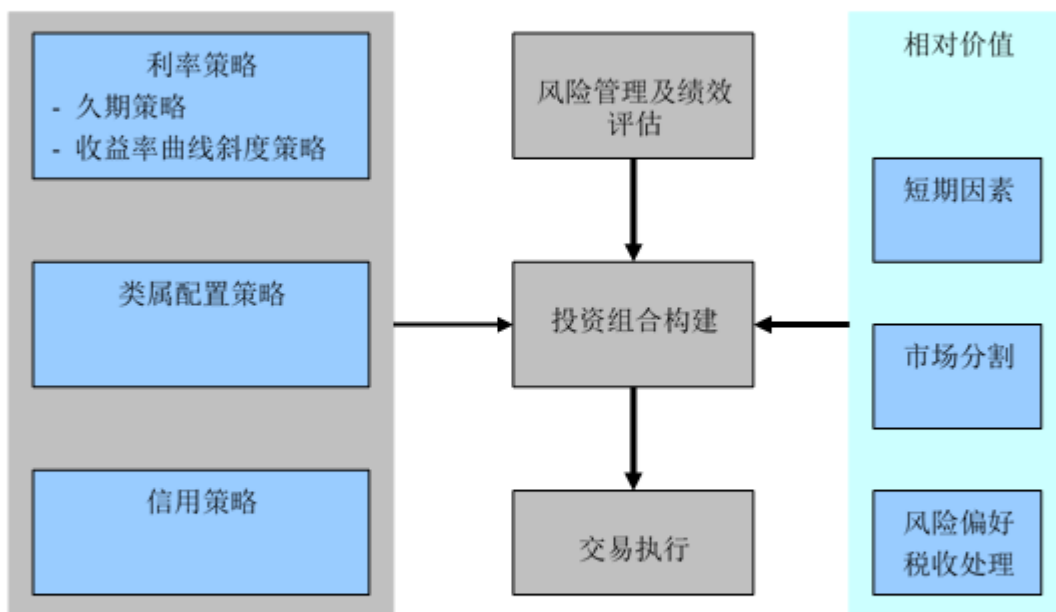 利率策略
- 久期策略
- 收益率曲线斜度策略
类属配置策略
信用策略
风险管理及绩效
评估
投资组合构建
交易执行
相对价值
短期因素
市场分割
风险偏好
税收处理